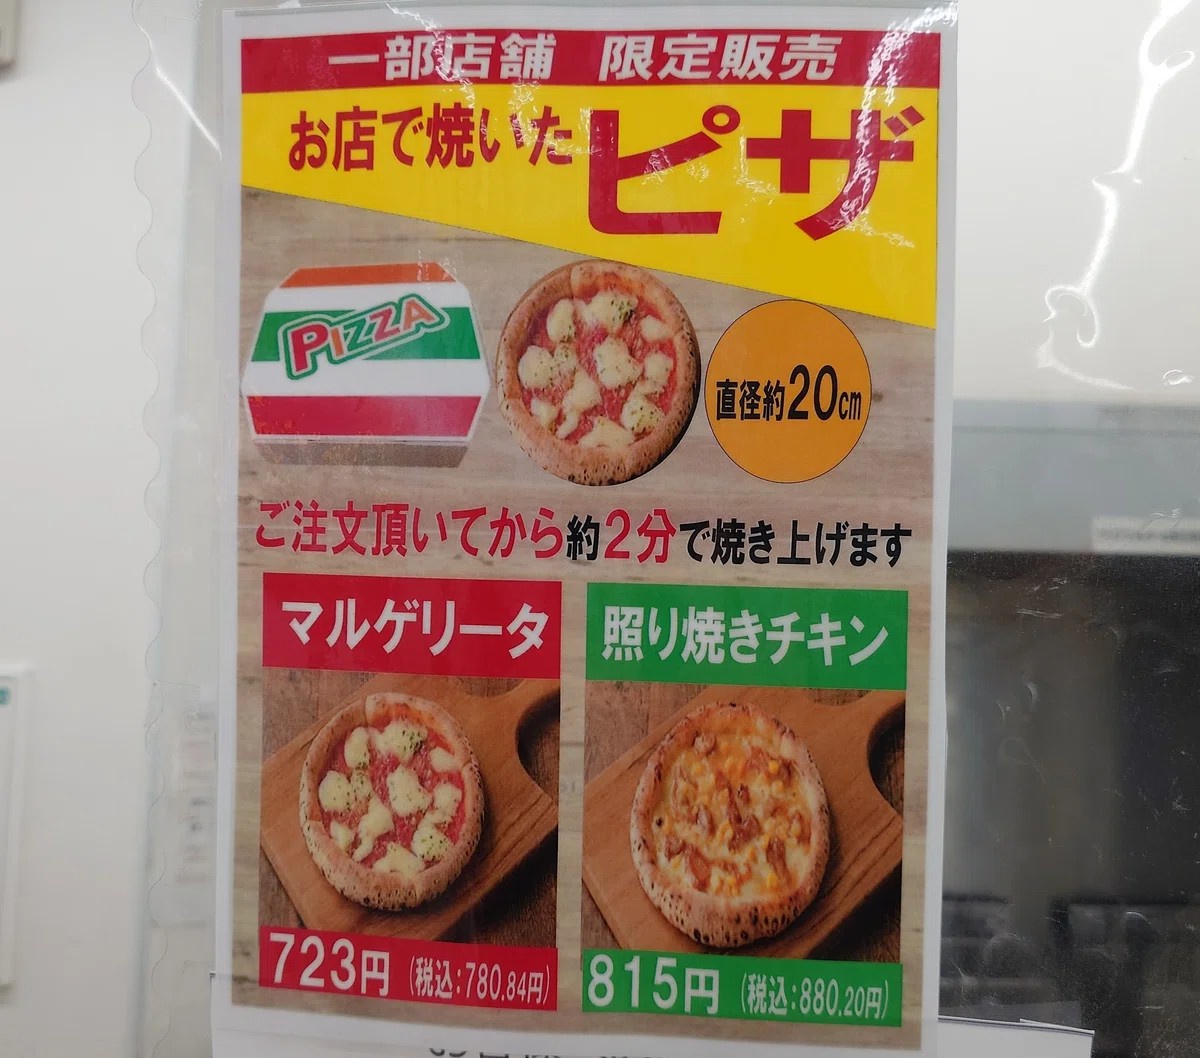 一部店舗 限定販売
お店で焼いたピザ
PIZZA
直径約20cm
ご注文頂いてから約2分で焼き上げます
マルゲリータ
照り焼きチキン
723円 (税込:780.84円)
815円 (税込:880.20円)